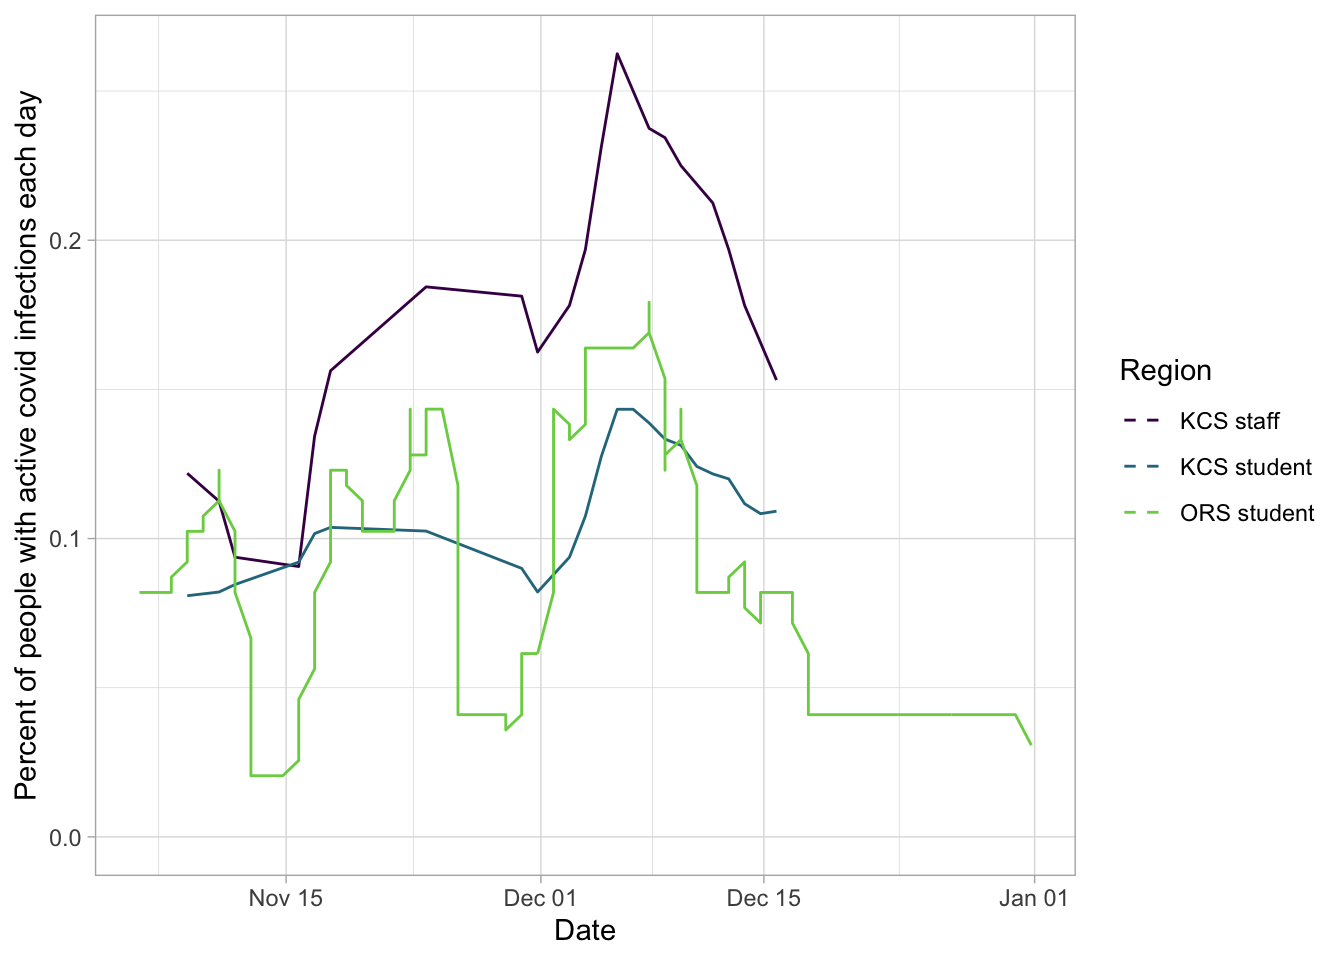 Percent of people with active covid infections each day
0.2
0.1
0.0
Nov 15
Dec 01
Dec 15
Jan 01
Date
Region
KCS staff
KCS student
ORS student